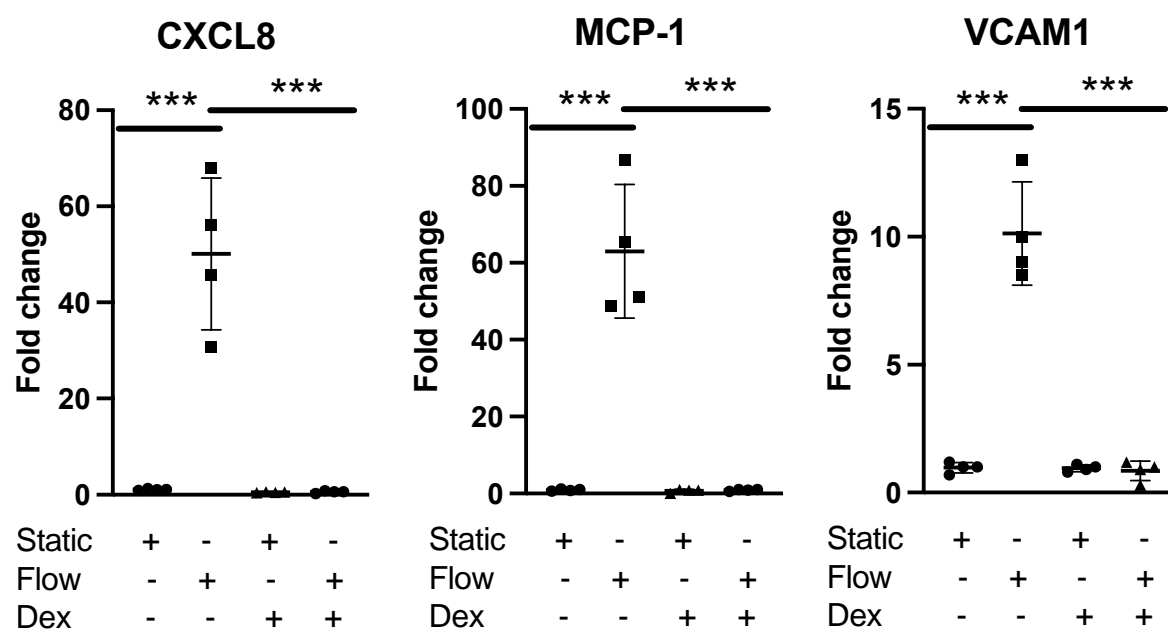 CXCL8
MCP-1
VCAM1
*** ***
*** ***
*** ***
Fold change
80
60
40
20
0
Fold change
100
80
60
40
20
0
Fold change
15
10
5
0
Static + - + -
Flow - + - +
Dex - - + +
Static + - + -
Flow - + - +
Dex - - + +
Static + - + -
Flow - + - +
Dex - - + +